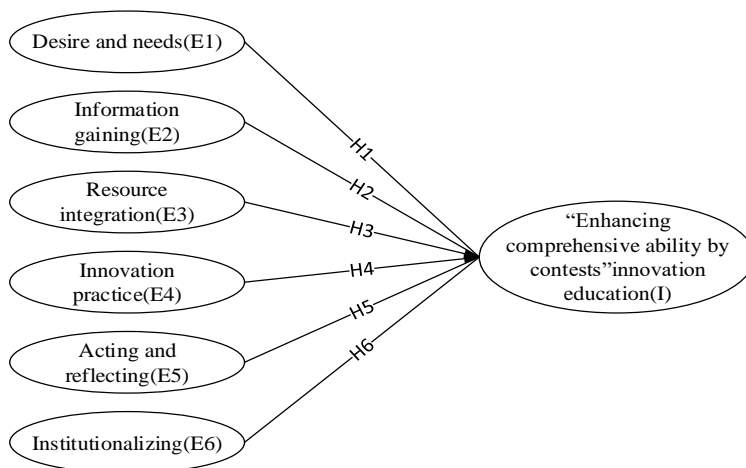 Desire and needs(E1)
Information
gaining(E2)
Resource
integration(E3)
Innovation
practice(E4)
Acting and
reflecting(E5)
Institutionalizing(E6)
H1
H2
H3
H4
H5
H6
“Enhancing
comprehensive ability by
contests”innovation
education(I)